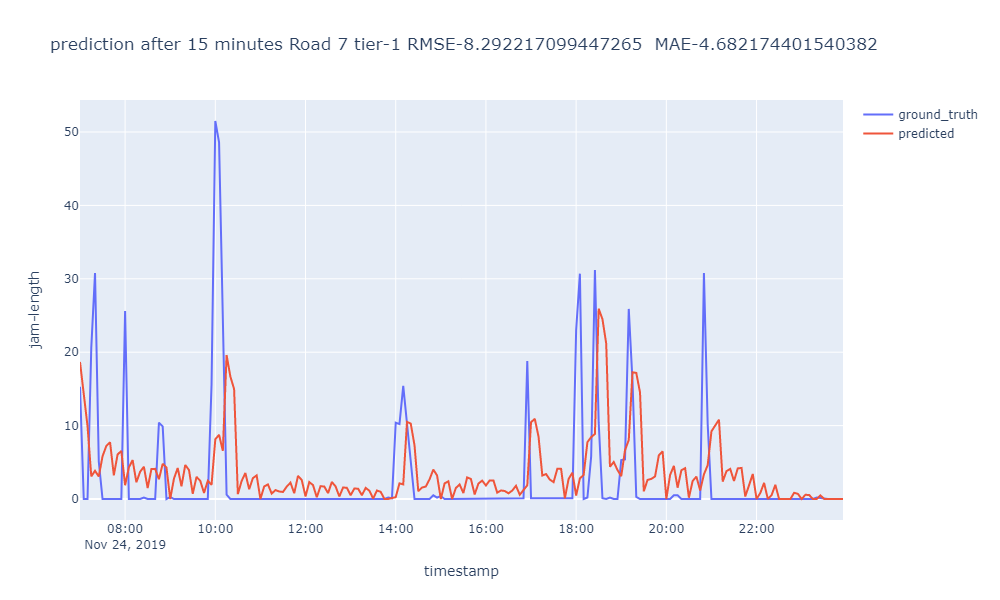 prediction after 15 minutes Road 7 tier-1 RMSE-8.292217099447265  MAE-4.682174401540382
ground_truth
predicted
50
40
30
20
10
0
jam-length
08:00 10:00 12:00 14:00 16:00 18:00 20:00 22:00
Nov 24, 2019
timestamp